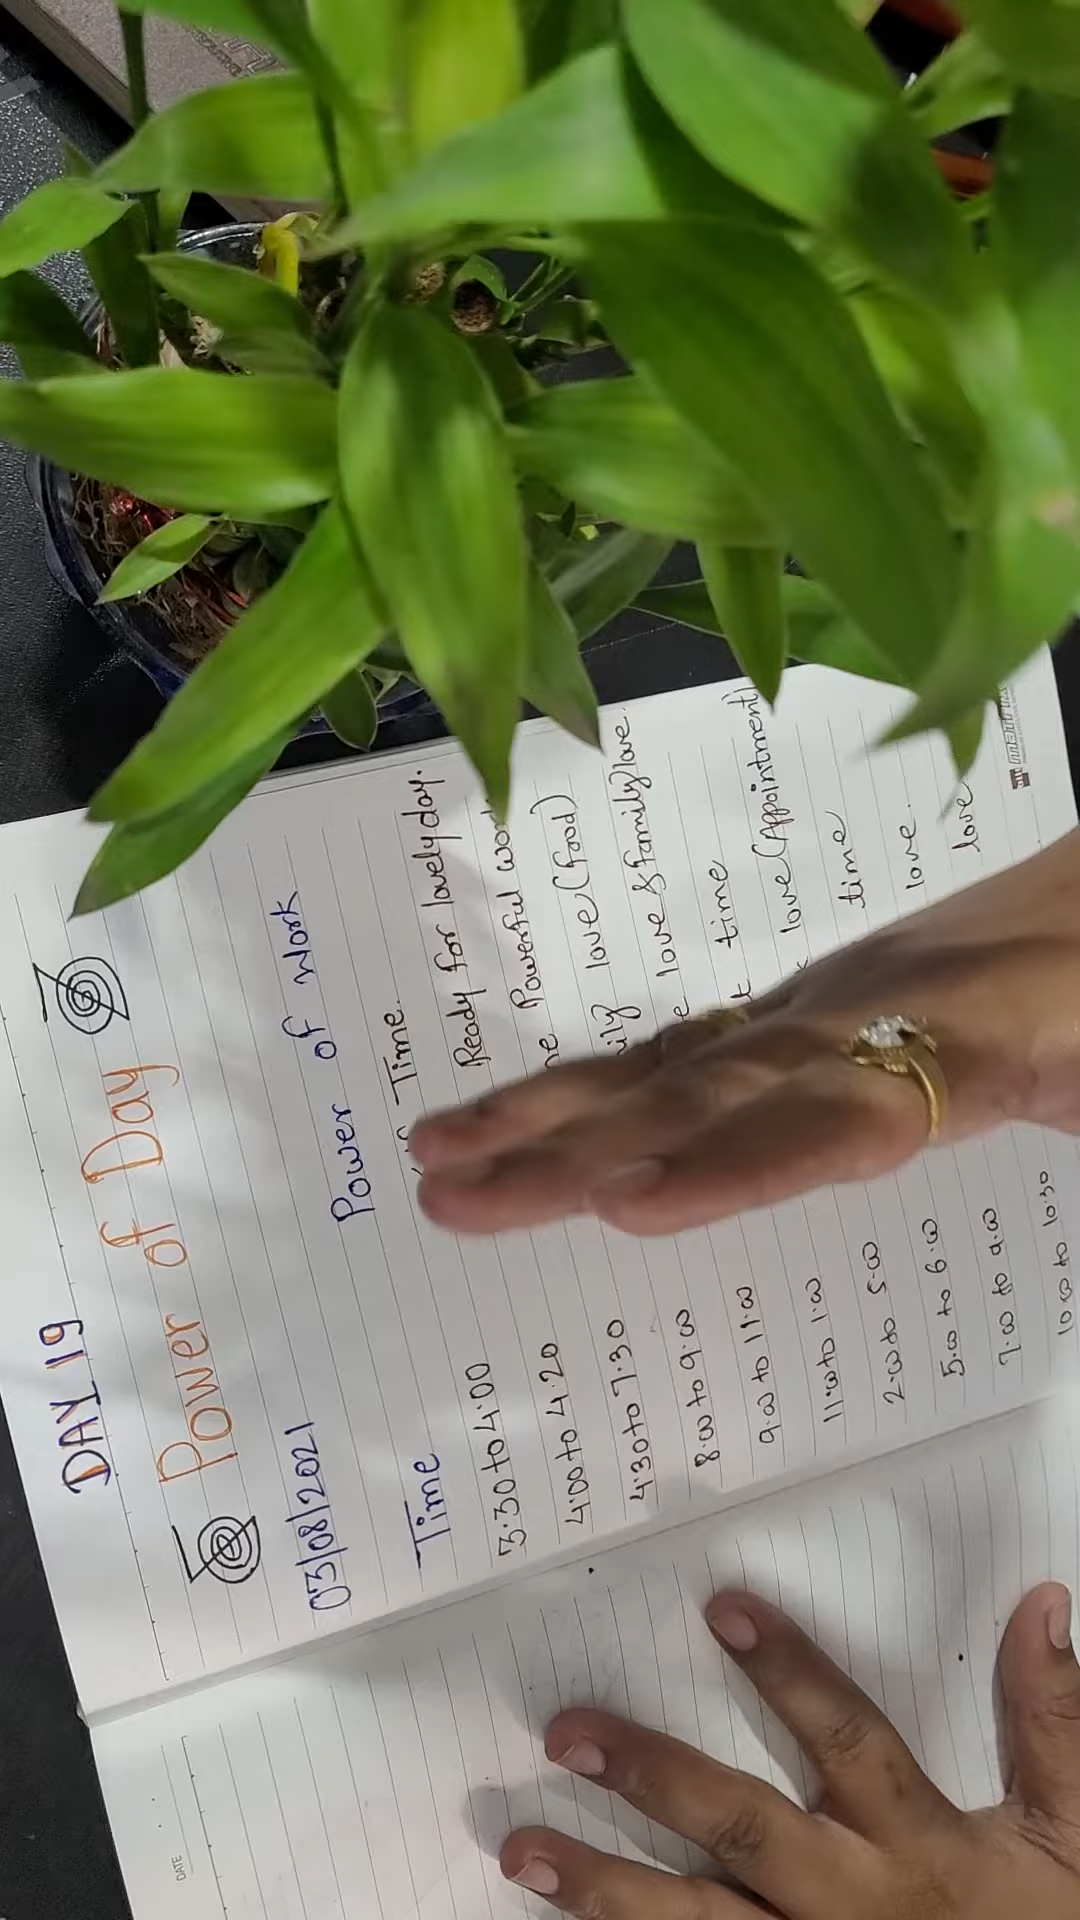 DAY 19
Power of Day
03/08/2021 Power of work
Time Time.
3.30 to 4.00 Ready for lovely day.
4.00 to 4.20 Powerful
4.30 to 7.30 love (food)
8.00 to 9.00 love & family love.
9.00 to 11.00 time
11.00 to 1.00 love (Appointment)
2.00 to 5.00 time
5.00 to 6.00 love.
7.00 to 9.00 love
10.00 to 10.30
DATE